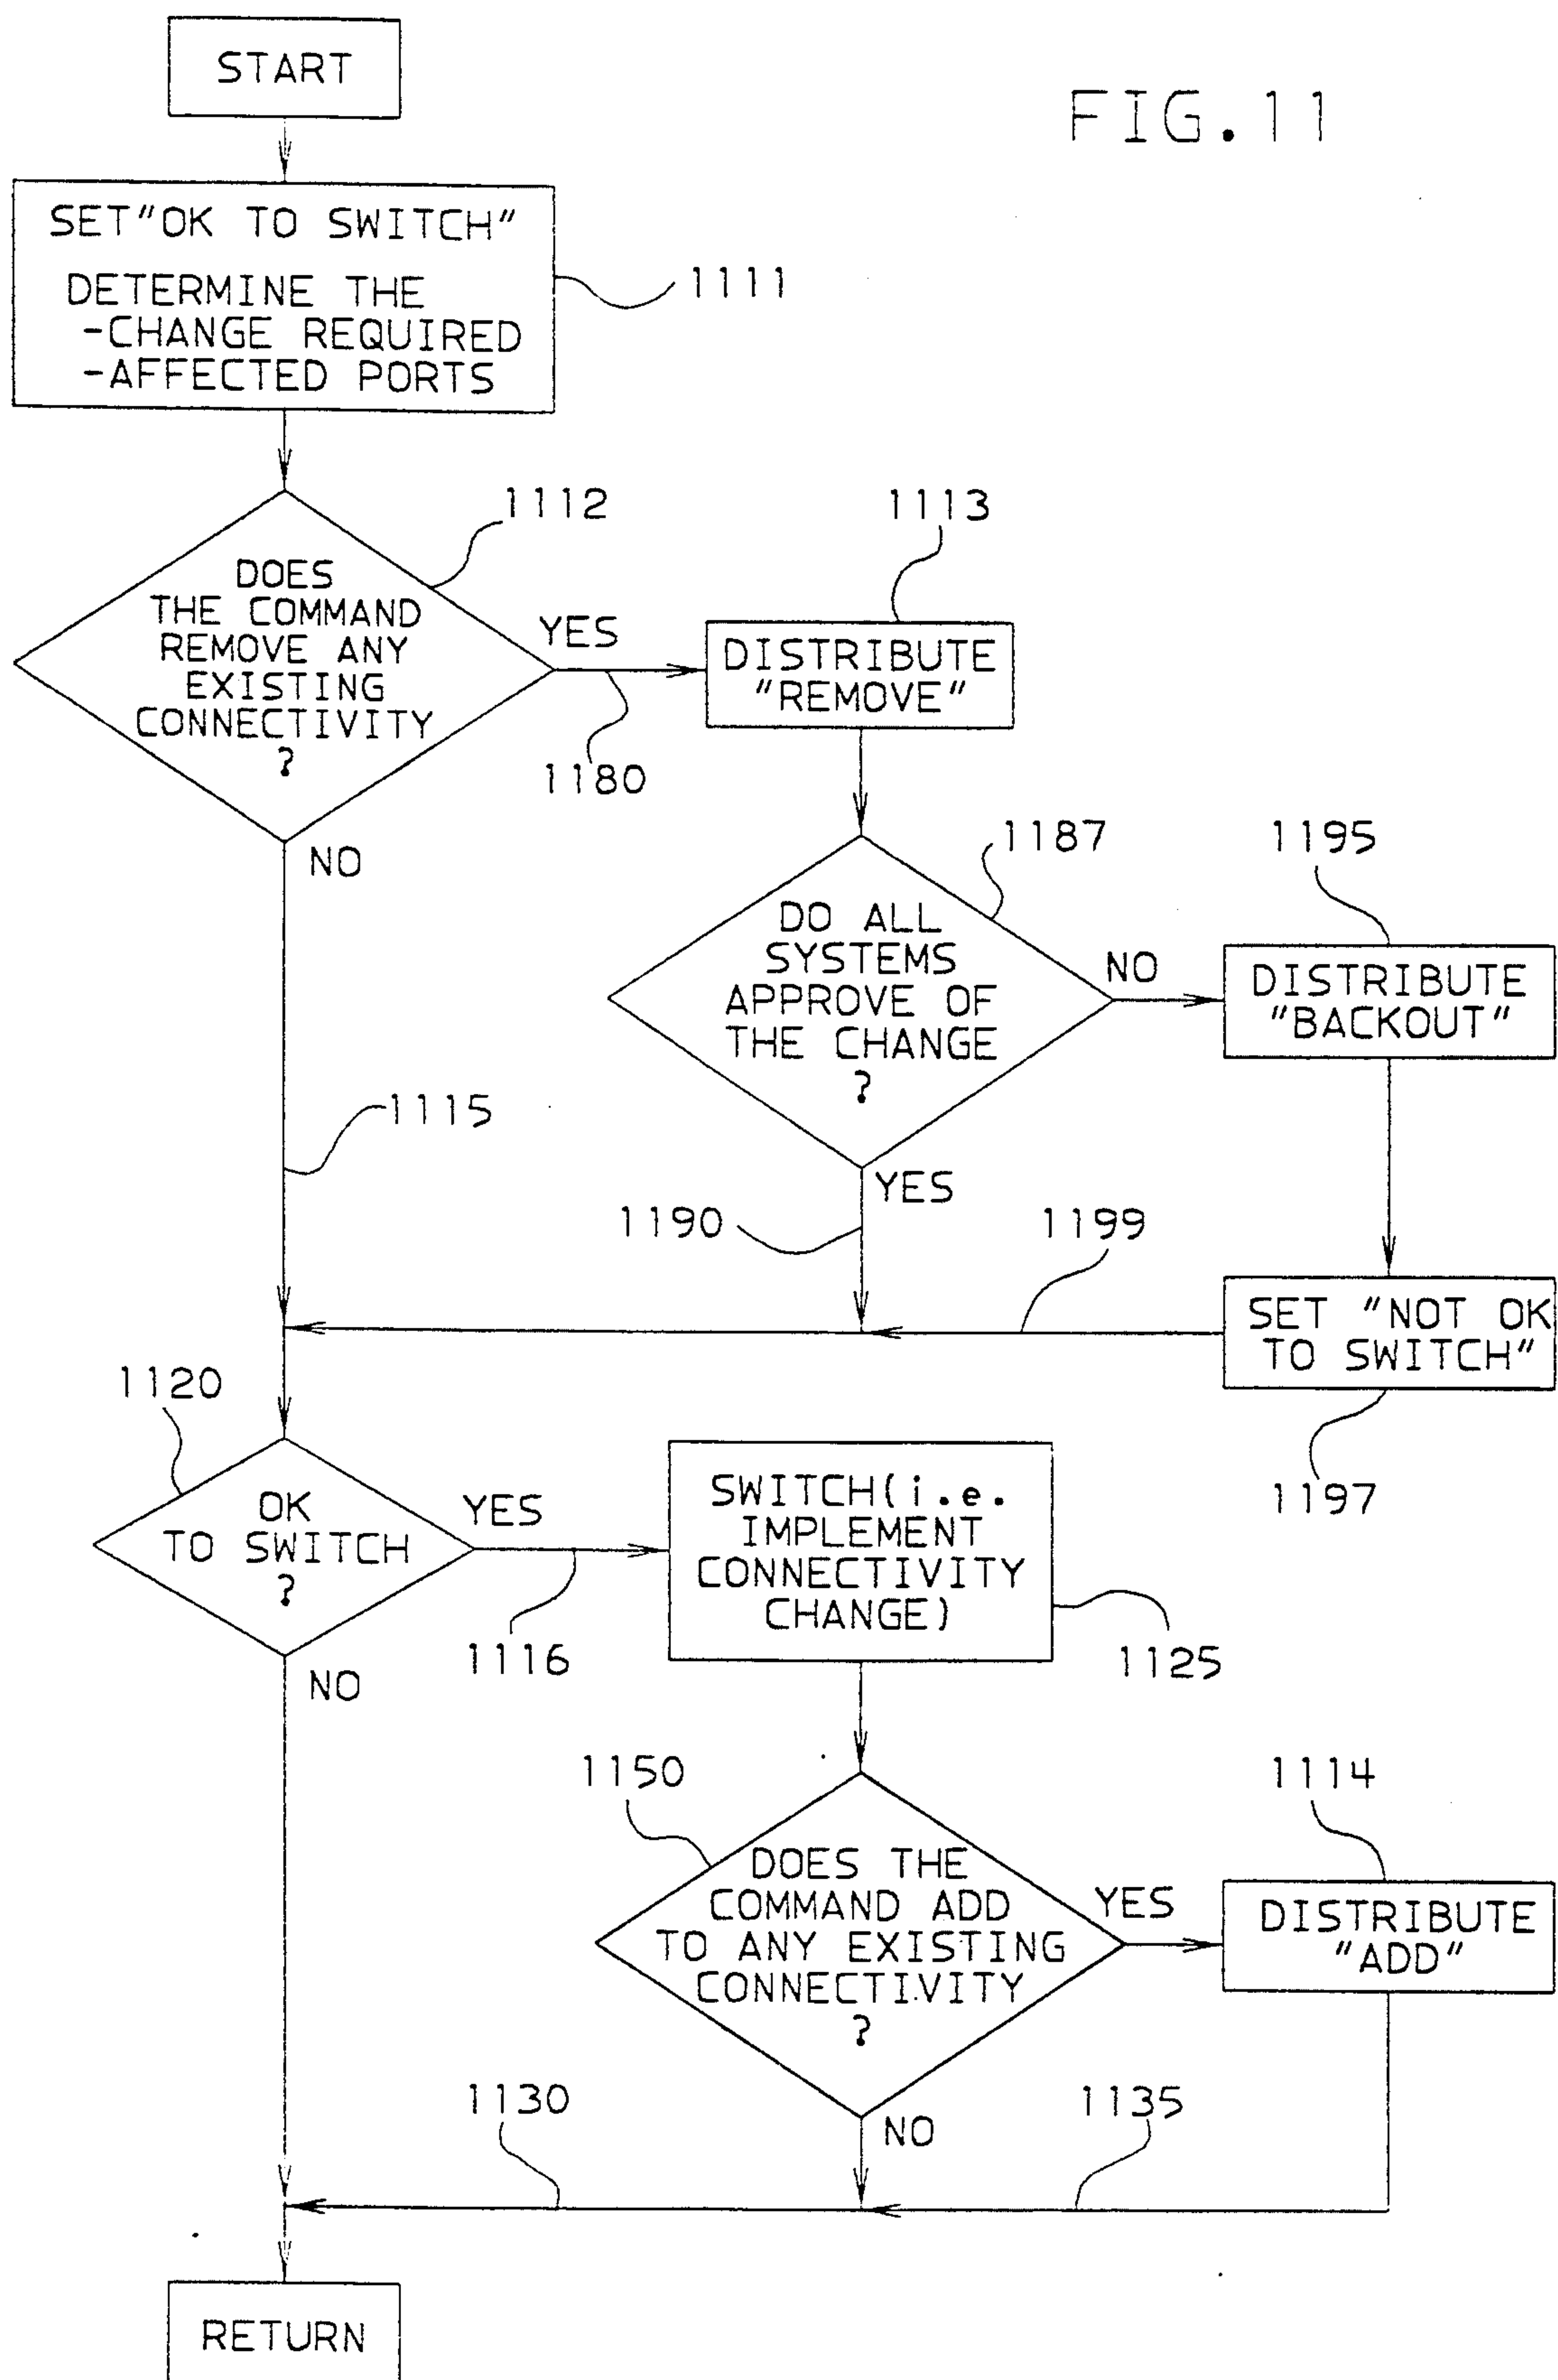 START
FIG.11
SET"OK TO SWITCH"
DETERMINE THE
-CHANGE REQUIRED
-AFFECTED PORTS
1111
1112
DOES
THE COMMAND
REMOVE ANY
EXISTING
CONNECTIVITY
?
YES
1180
NO
1113
DISTRIBUTE
"REMOVE"
1187
DO ALL
SYSTEMS
APPROVE OF
THE CHANGE
?
NO
1195
DISTRIBUTE
"BACKOUT"
1115
YES
1190
1199
SET "NOT OK
TO SWITCH"
1197
1120
OK
TO SWITCH
?
YES
1116
NO
SWITCH(i.e.
IMPLEMENT
CONNECTIVITY
CHANGE)
1125
1150
DOES THE
COMMAND ADD
TO ANY EXISTING
CONNECTIVITY
?
YES
1114
DISTRIBUTE
"ADD"
NO
1130
1135
RETURN